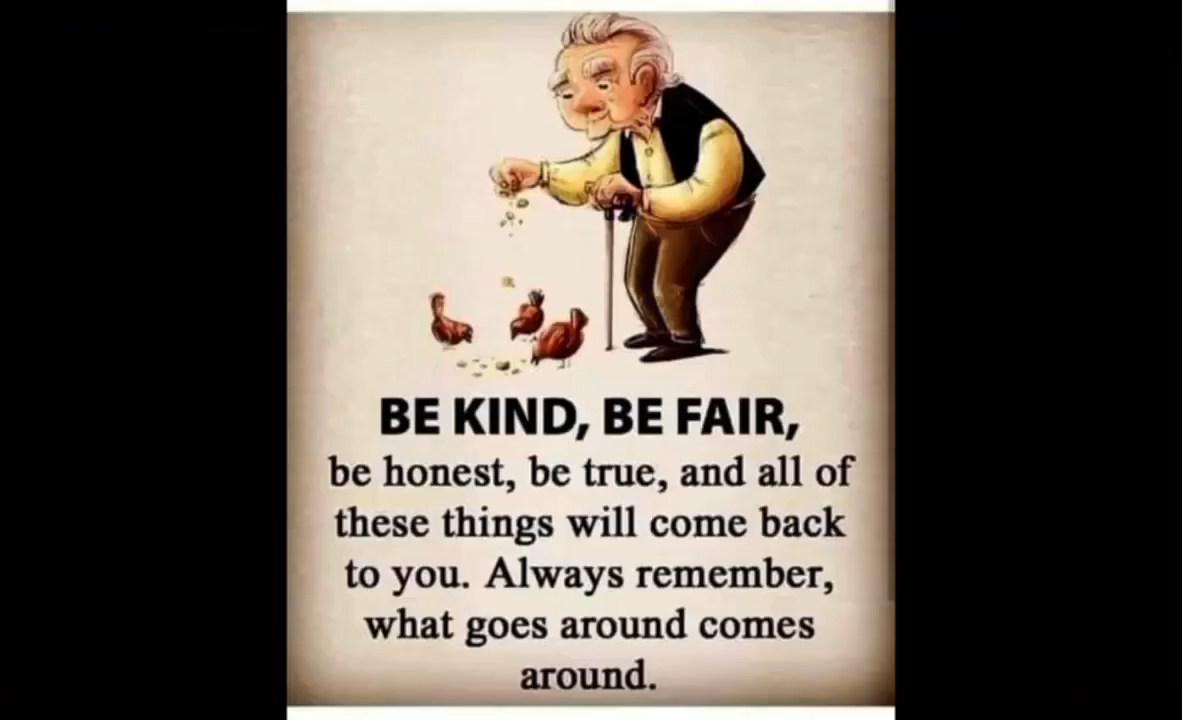 BE KIND, BE FAIR,
be honest, be true, and all of
these things will come back
to you. Always remember,
what goes around comes
around.